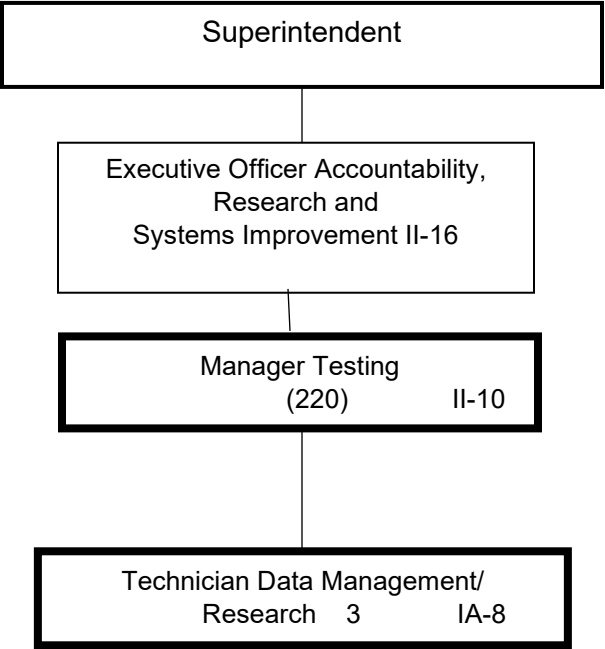 Superintendent
Executive Officer Accountability,
Research and
Systems Improvement II-16
Manager Testing
(220) II-10
Technician Data Management/
Research 3 IA-8